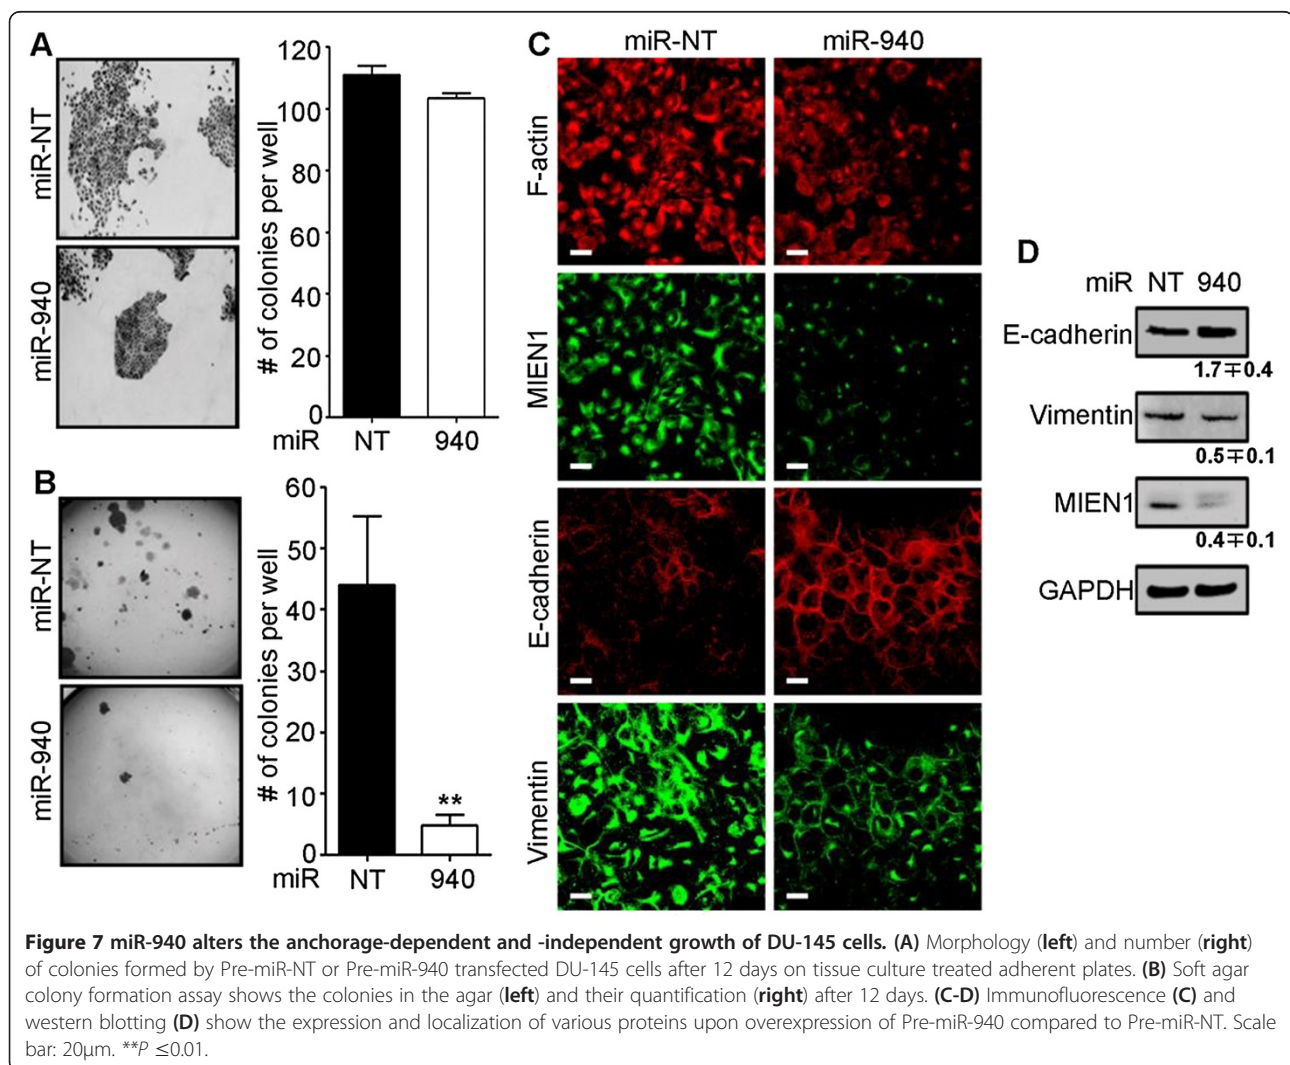 A
miR-NT
miR-940
# of colonies per well
120
100
80
60
40
20
0
miR NT 940
B
miR-NT
miR-940
# of colonies per well
60
50
40
30
20
10
0
**
miR NT 940
C
miR-NT miR-940
F-actin
MIEN1
E-cadherin
Vimentin
D
miR NT 940
E-cadherin
1.7∓0.4
Vimentin
0.5∓0.1
MIEN1
0.4∓0.1
GAPDH
Figure 7 miR-940 alters the anchorage-dependent and -independent growth of DU-145 cells. (A) Morphology (left) and number (right)
of colonies formed by Pre-miR-NT or Pre-miR-940 transfected DU-145 cells after 12 days on tissue culture treated adherent plates. (B) Soft agar
colony formation assay shows the colonies in the agar (left) and their quantification (right) after 12 days. (C-D) Immunofluorescence (C) and
western blotting (D) show the expression and localization of various proteins upon overexpression of Pre-miR-940 compared to Pre-miR-NT. Scale
bar: 20μm. **P ≤0.01.